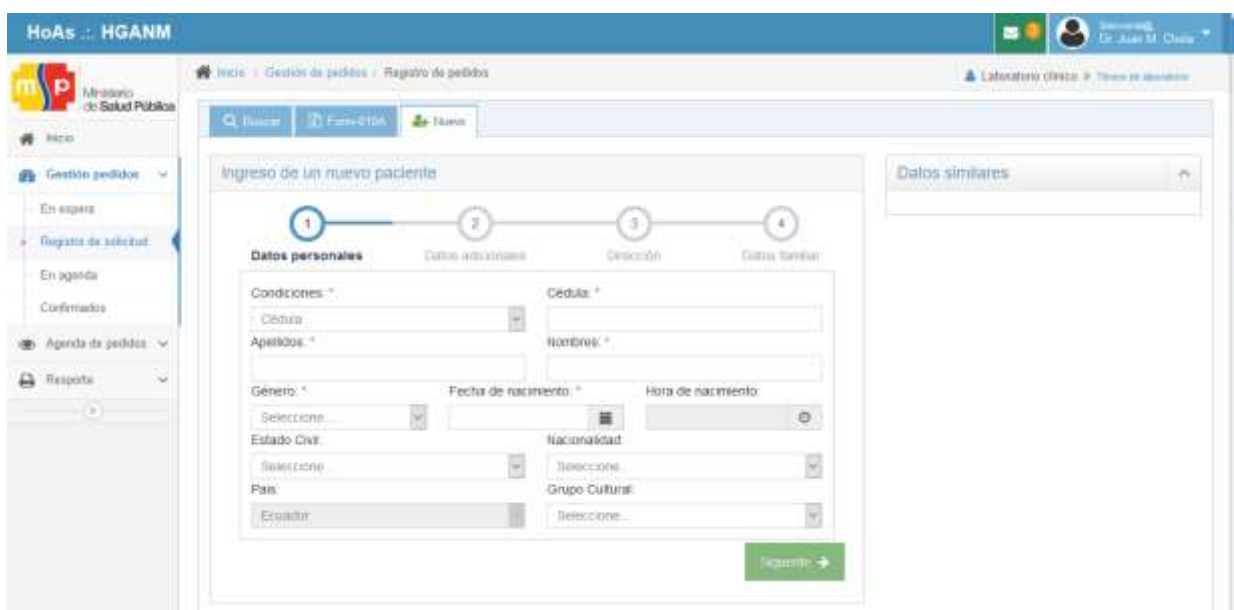 HoAs .:. HGANM
Dr. Juan M.
Inicio / Gestión de pedidos / Registro de pedidos
Laboratorio clínico
mp
Ministerio
de Salud Pública
Buscar
Form-010A
Nuevo
Inicio
Gestión pedidos
En espera
Registro de solicitud
En agenda
Confirmados
Agenda de pedidos
Reporte
Ingreso de un nuevo paciente
Datos similares
1 2 3 4
Datos personales Datos adicionales Dirección Datos familiar
Condiciones: * Cédula: *
Cédula
Apellidos: * Nombres: *
Género: * Fecha de nacimiento: * Hora de nacimiento:
Seleccione...
Estado Civil: Nacionalidad:
Seleccione... Seleccione...
País: Grupo Cultural:
Ecuador Seleccione...
Siguiente